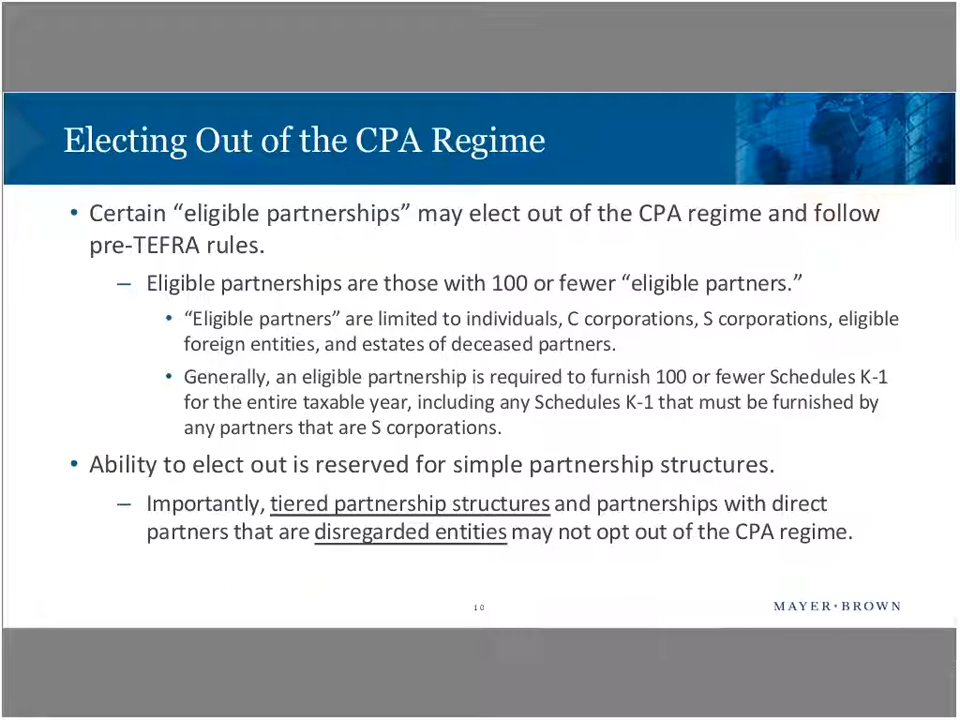 Electing Out of the CPA Regime
• Certain “eligible partnerships” may elect out of the CPA regime and follow
pre-TEFRA rules.
– Eligible partnerships are those with 100 or fewer “eligible partners.”
• “Eligible partners” are limited to individuals, C corporations, S corporations, eligible
foreign entities, and estates of deceased partners.
• Generally, an eligible partnership is required to furnish 100 or fewer Schedules K-1
for the entire taxable year, including any Schedules K-1 that must be furnished by
any partners that are S corporations.
• Ability to elect out is reserved for simple partnership structures.
– Importantly, tiered partnership structures and partnerships with direct
partners that are disregarded entities may not opt out of the CPA regime.
10
MAYER•BROWN